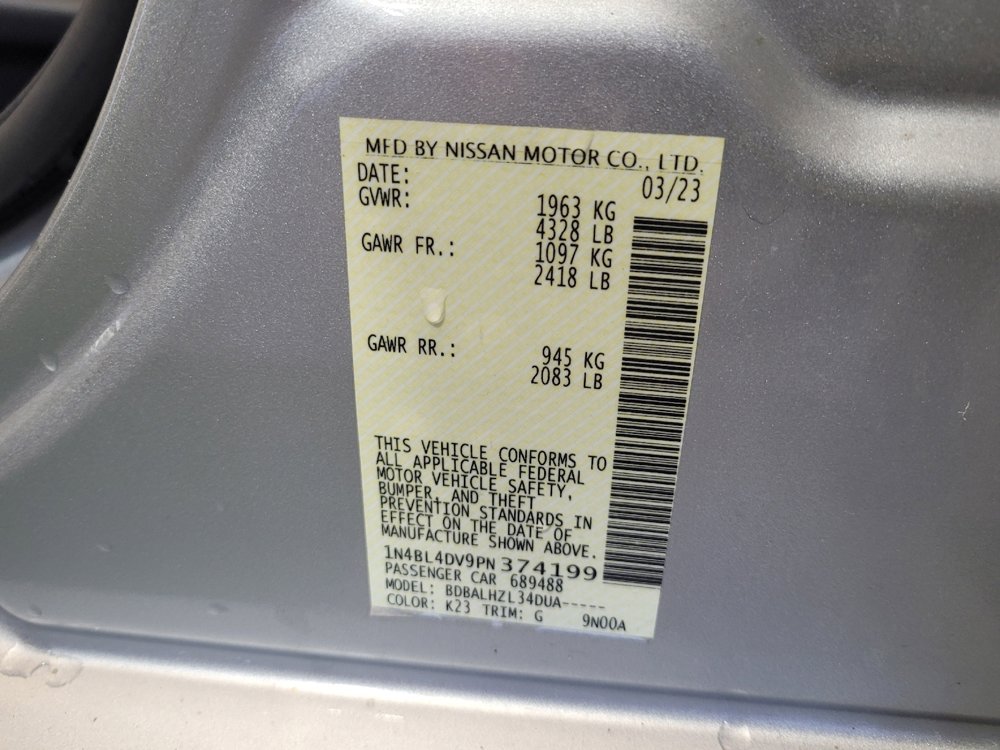 MFD BY NISSAN MOTOR CO., LTD.
DATE: 03/23
GVWR: 1963 KG
4328 LB
GAWR FR.: 1097 KG
2418 LB
GAWR RR.: 945 KG
2083 LB
THIS VEHICLE CONFORMS TO
ALL APPLICABLE FEDERAL
MOTOR VEHICLE SAFETY,
BUMPER, AND THEFT
PREVENTION STANDARDS IN
EFFECT ON THE DATE OF
MANUFACTURE SHOWN ABOVE.
1N4BL4DV9PN374199
PASSENGER CAR 689488
MODEL: BDBALHZL34DUA-----
COLOR: K23 TRIM: G 9N00A